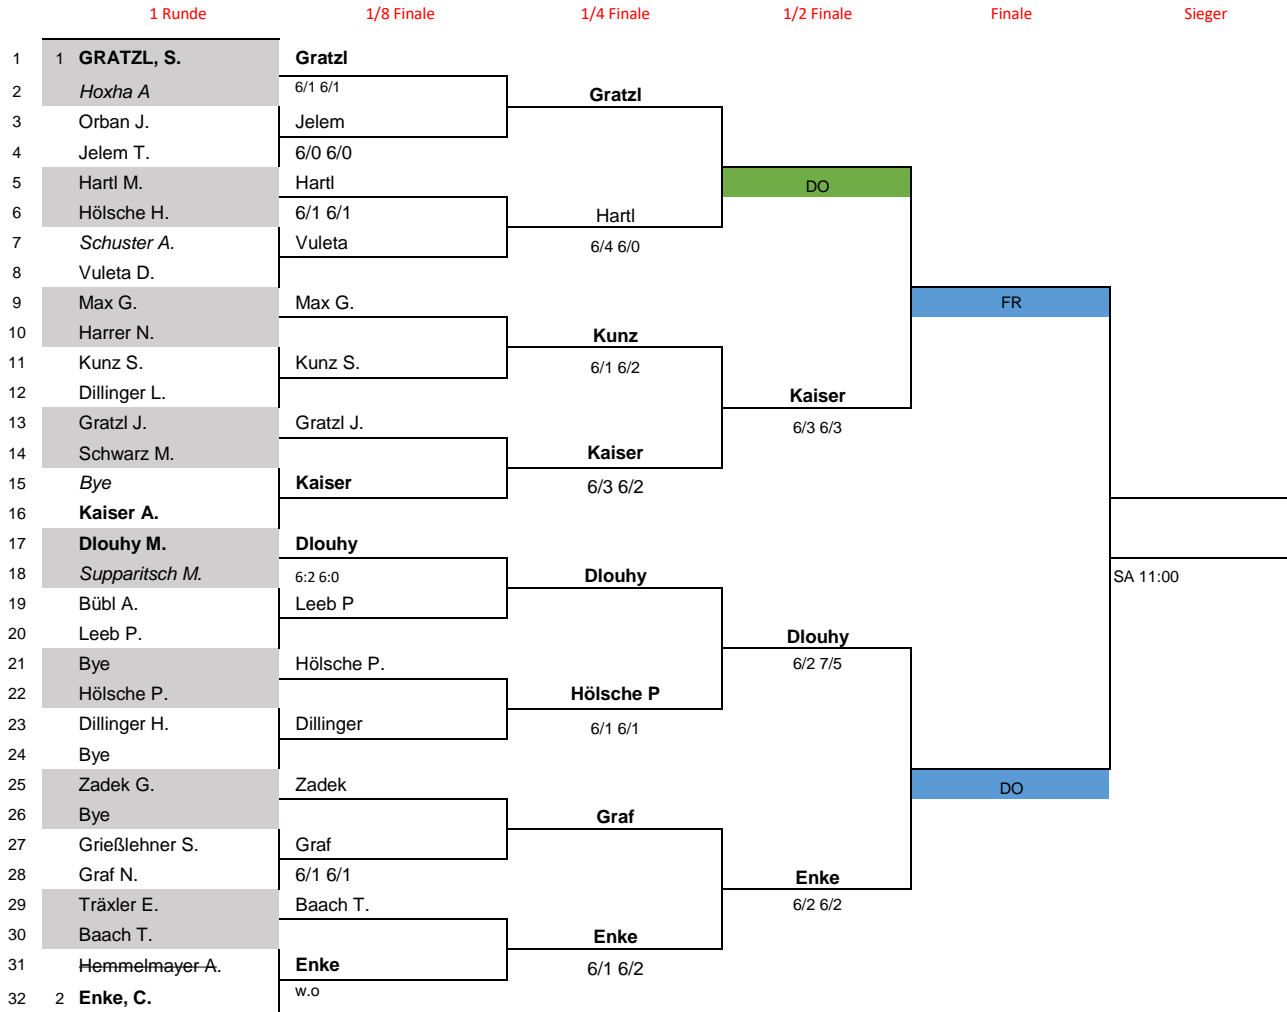 1 Runde 1/8 Finale 1/4 Finale 1/2 Finale Finale Sieger
1 1 GRATZL, S. Gratzl
2 Hoxha A 6/1 6/1 Gratzl
3 Orban J. Jelem
4 Jelem T. 6/0 6/0
5 Hartl M. Hartl DO
6 Hölsche H. 6/1 6/1 Hartl
7 Schuster A. Vuleta 6/4 6/0
8 Vuleta D.
9 Max G. Max G. FR
10 Harrer N. Kunz
11 Kunz S. Kunz S. 6/1 6/2
12 Dillinger L. Kaiser
13 Gratzl J. Gratzl J. 6/3 6/3
14 Schwarz M. Kaiser
15 Bye Kaiser 6/3 6/2
16 Kaiser A.
17 Dlouhy M. Dlouhy
18 Supparitsch M. 6:2 6:0 Dlouhy SA 11:00
19 Bübl A. Leeb P
20 Leeb P. Dlouhy
21 Bye Hölsche P. 6/2 7/5
22 Hölsche P. Hölsche P
23 Dillinger H. Dillinger 6/1 6/1
24 Bye
25 Zadek G. Zadek DO
26 Bye Graf
27 Grießlehner S. Graf
28 Graf N. 6/1 6/1 Enke
29 Träxler E. Baach T. 6/2 6/2
30 Baach T. Enke
31 Hemmelmayer A. Enke 6/1 6/2
32 2 Enke, C. w.o